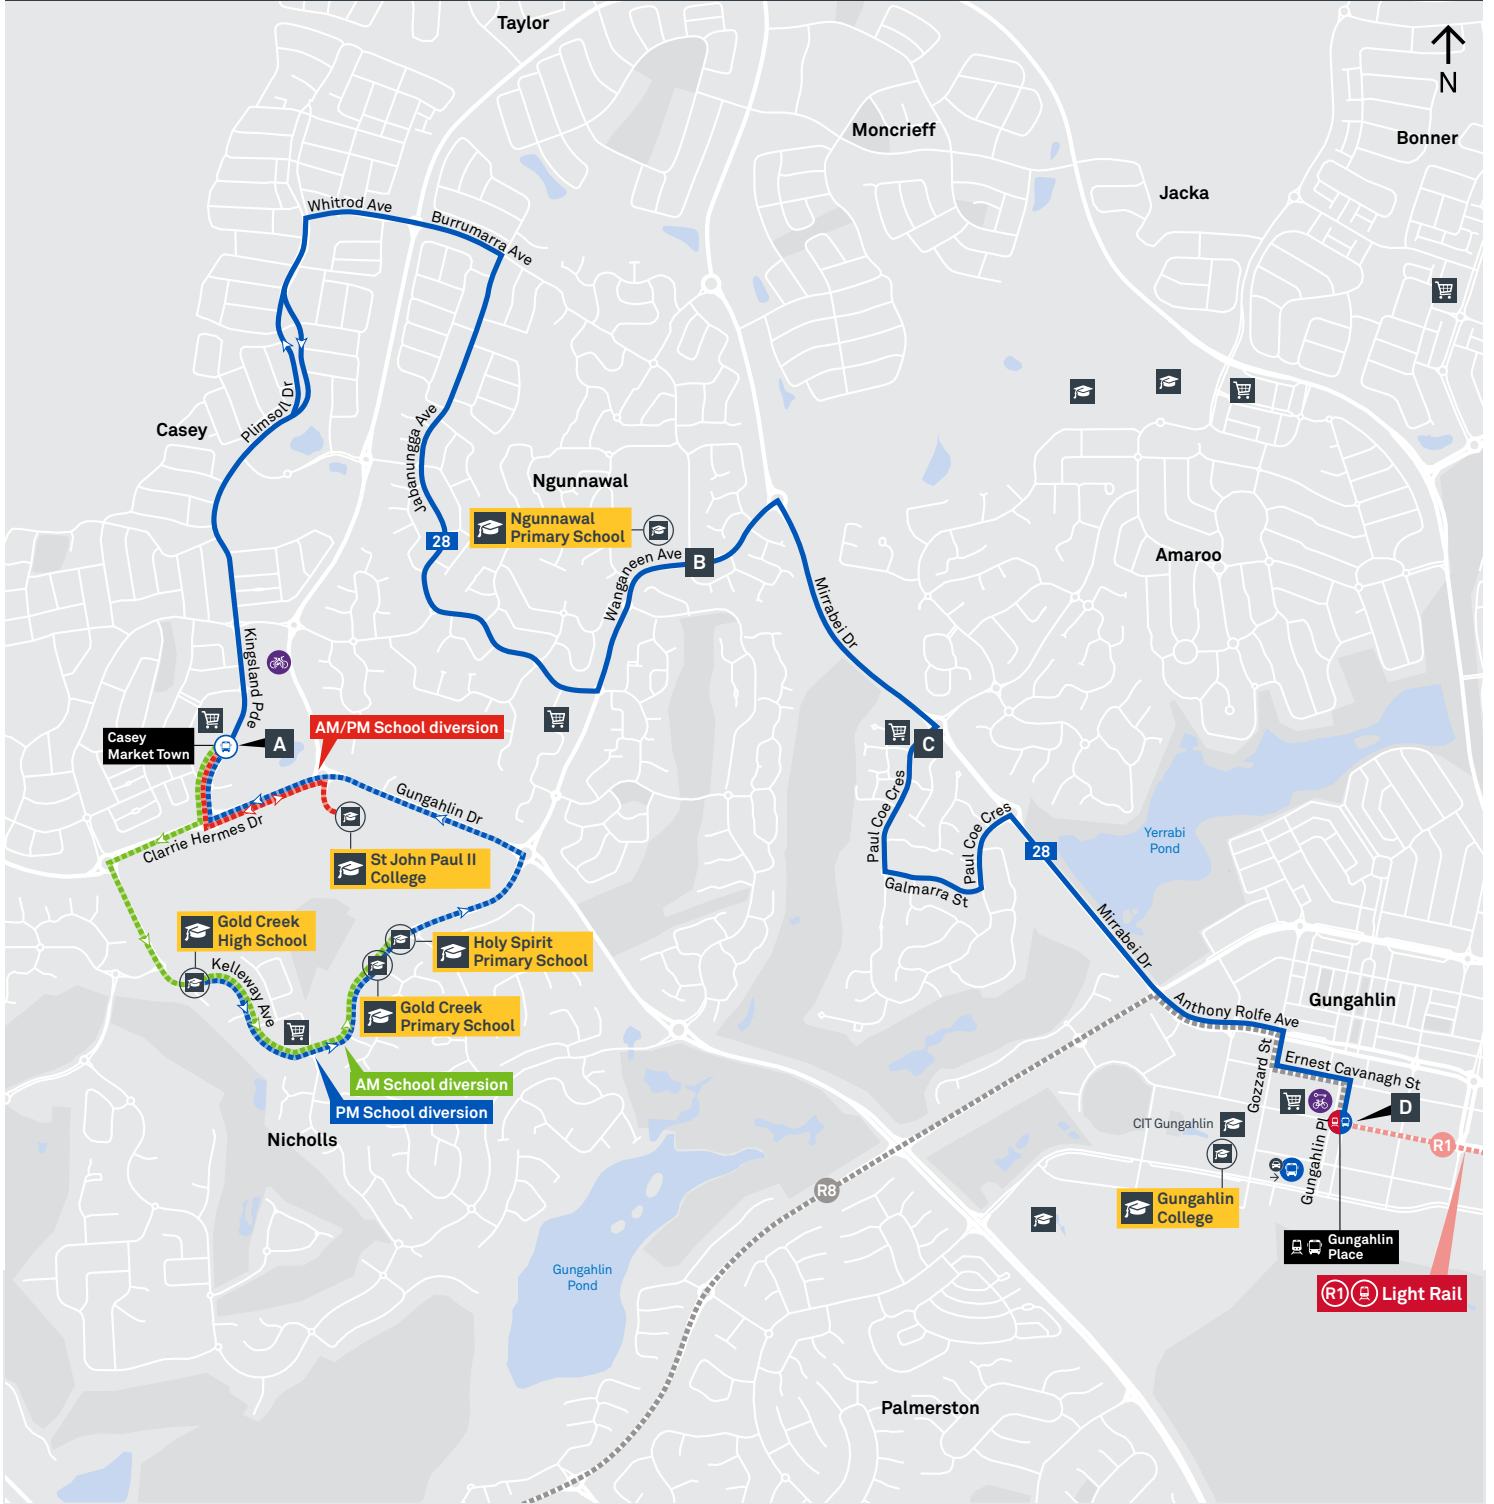 Taylor
N
Moncrieff
Bonner
Jacka
Whitrod Ave
Burrumarra Ave
Plimsoll Dr
Casey
Jabanungga Ave
Ngunnawal
Ngunnawal
Primary School
28
Wanganeen Ave
B
Amaroo
Mirrabei Dr
Kingsland Pde
AM/PM School diversion
Casey
Market Town
A
C
Gungahlin Dr
Paul Coe Cres
Paul Coe Cres
Clarrie Hermes Dr
Yerrabi
Pond
28
St John Paul II
College
Galmarra St
Gold Creek
High School
Mirrabei Dr
Holy Spirit
Primary School
Kelleway Ave
Gold Creek
Primary School
Gungahlin
Anthony Rolfe Ave
Gozzard St
Ernest Cavanagh St
AM School diversion
PM School diversion
D
CIT Gungahlin
Nicholls
R1
Gungahlin Pl
R8
Gungahlin
College
Gungahlin
Place
Gungahlin
Pond
R1 Light Rail
Palmerston